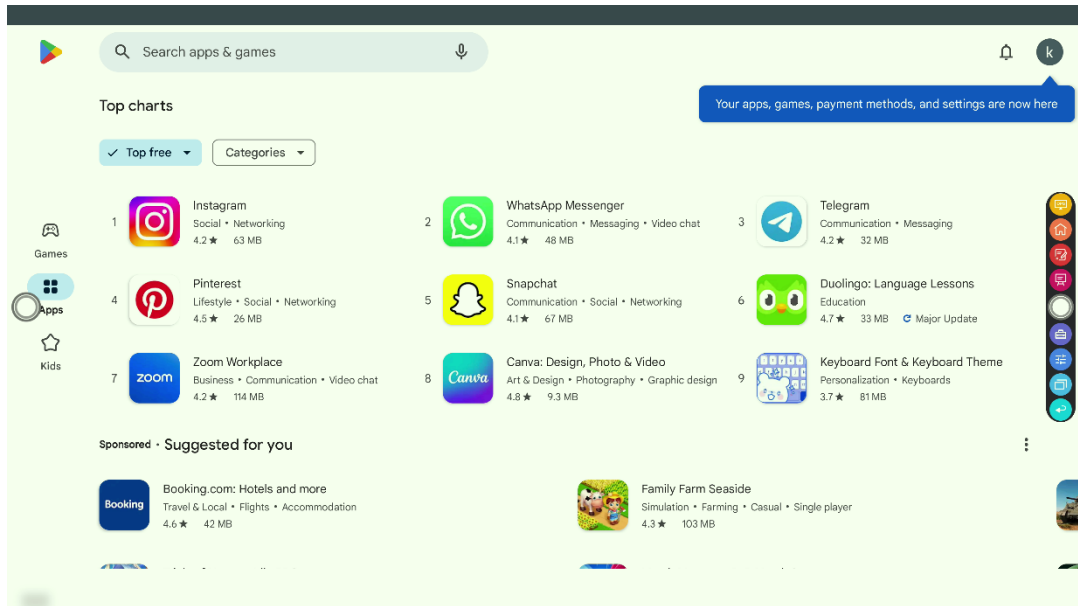 Search apps & games
k
Your apps, games, payment methods, and settings are now here
Top charts
Top free
Categories
Games
Apps
Kids
1
Instagram
Social • Networking
4.2★ 63 MB
2
WhatsApp Messenger
Communication • Messaging • Video chat
4.1★ 48 MB
3
Telegram
Communication • Messaging
4.2★ 32 MB
4
Pinterest
Lifestyle • Social • Networking
4.5★ 26 MB
5
Snapchat
Communication • Social • Networking
4.1★ 67 MB
6
Duolingo: Language Lessons
Education
4.7★ 33 MB Major Update
7
zoom
Zoom Workplace
Business • Communication • Video chat
4.2★ 114 MB
8
Canva
Canva: Design, Photo & Video
Art & Design • Photography • Graphic design
4.8★ 9.3 MB
9
Keyboard Font & Keyboard Theme
Personalization • Keyboards
3.7★ 81 MB
Sponsored • Suggested for you
Booking
Booking.com: Hotels and more
Travel & Local • Flights • Accommodation
4.6★ 42 MB
Family Farm Seaside
Simulation • Farming • Casual • Single player
4.3★ 103 MB